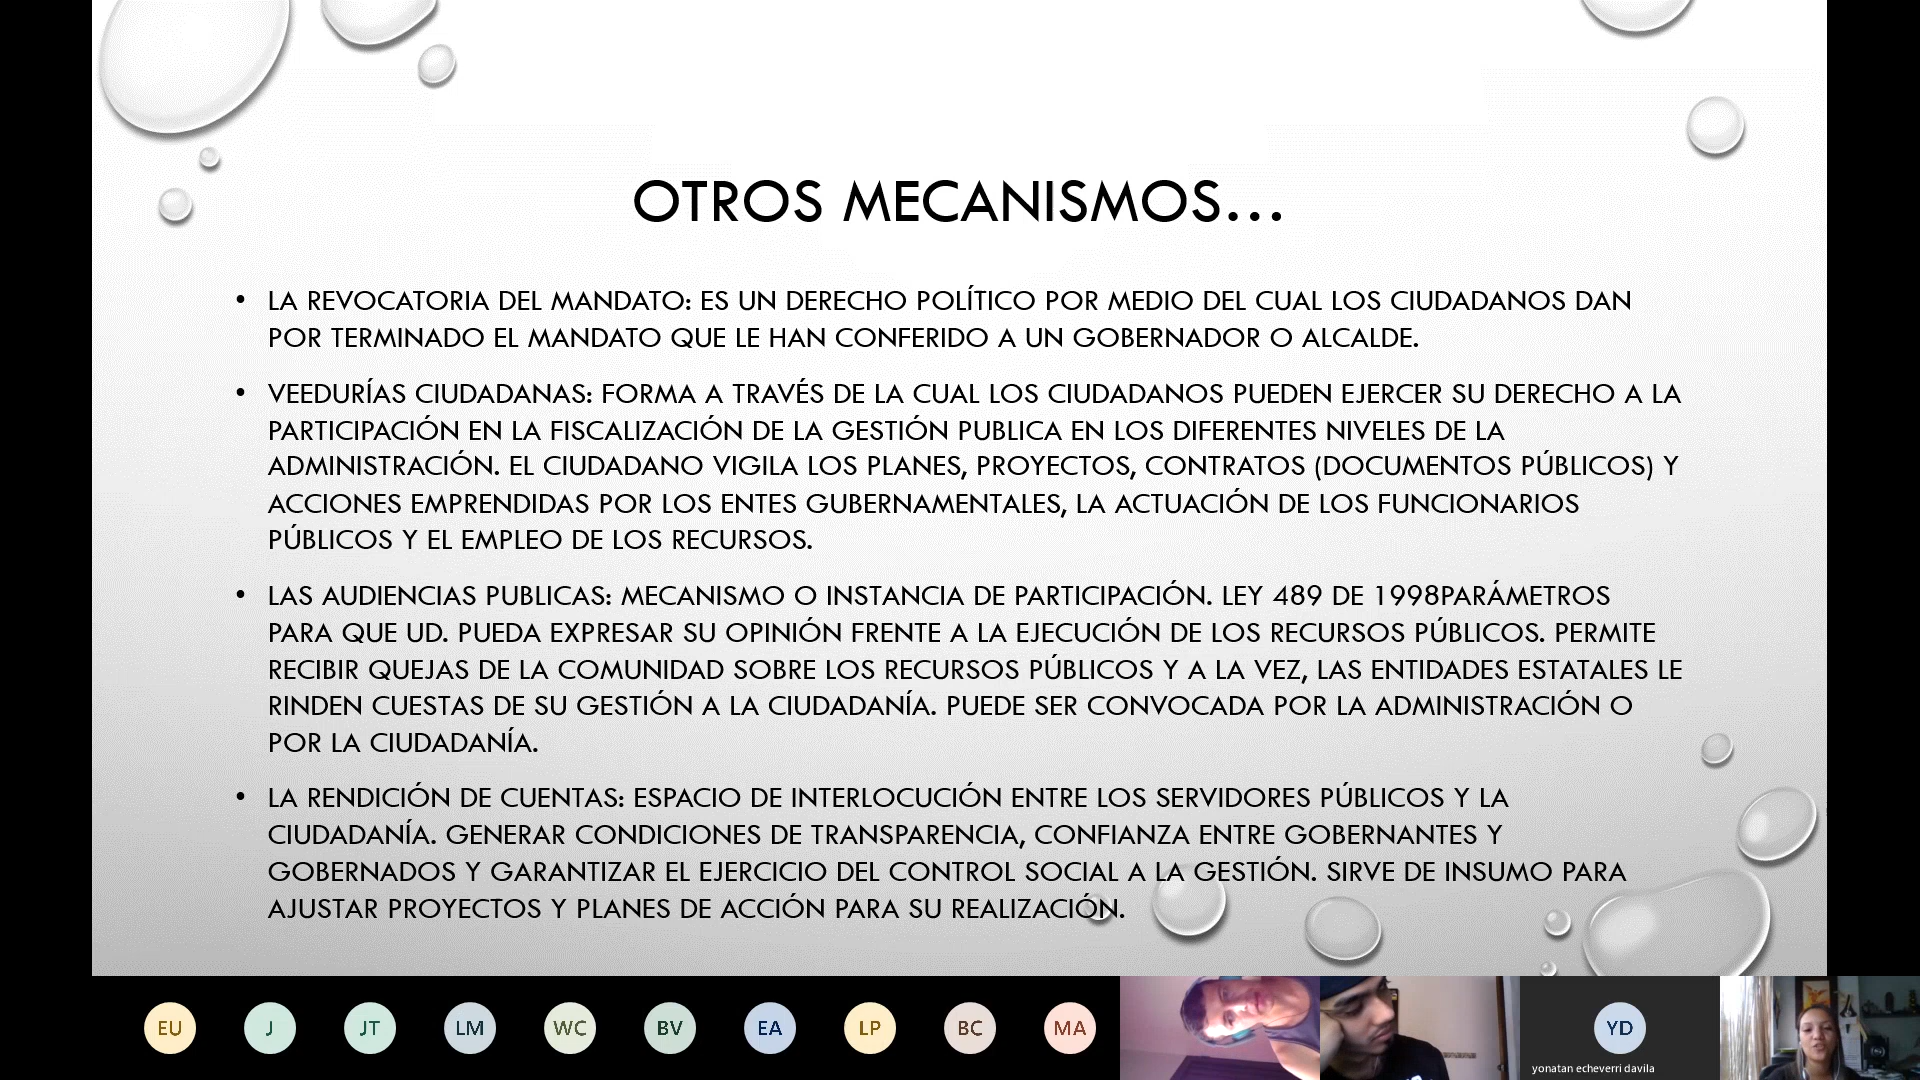 OTROS MECANISMOS...
• LA REVOCATORIA DEL MANDATO: ES UN DERECHO POLÍTICO POR MEDIO DEL CUAL LOS CIUDADANOS DAN
POR TERMINADO EL MANDATO QUE LE HAN CONFERIDO A UN GOBERNADOR O ALCALDE.
• VEEDURÍAS CIUDADANAS: FORMA A TRAVÉS DE LA CUAL LOS CIUDADANOS PUEDEN EJERCER SU DERECHO A LA
PARTICIPACIÓN EN LA FISCALIZACIÓN DE LA GESTIÓN PUBLICA EN LOS DIFERENTES NIVELES DE LA
ADMINISTRACIÓN. EL CIUDADANO VIGILA LOS PLANES, PROYECTOS, CONTRATOS (DOCUMENTOS PÚBLICOS) Y
ACCIONES EMPRENDIDAS POR LOS ENTES GUBERNAMENTALES, LA ACTUACIÓN DE LOS FUNCIONARIOS
PÚBLICOS Y EL EMPLEO DE LOS RECURSOS.
• LAS AUDIENCIAS PUBLICAS: MECANISMO O INSTANCIA DE PARTICIPACIÓN. LEY 489 DE 1998PARÁMETROS
PARA QUE UD. PUEDA EXPRESAR SU OPINIÓN FRENTE A LA EJECUCIÓN DE LOS RECURSOS PÚBLICOS. PERMITE
RECIBIR QUEJAS DE LA COMUNIDAD SOBRE LOS RECURSOS PÚBLICOS Y A LA VEZ, LAS ENTIDADES ESTATALES LE
RINDEN CUESTAS DE SU GESTIÓN A LA CIUDADANÍA. PUEDE SER CONVOCADA POR LA ADMINISTRACIÓN O
POR LA CIUDADANÍA.
• LA RENDICIÓN DE CUENTAS: ESPACIO DE INTERLOCUCIÓN ENTRE LOS SERVIDORES PÚBLICOS Y LA
CIUDADANÍA. GENERAR CONDICIONES DE TRANSPARENCIA, CONFIANZA ENTRE GOBERNANTES Y
GOBERNADOS Y GARANTIZAR EL EJERCICIO DEL CONTROL SOCIAL A LA GESTIÓN. SIRVE DE INSUMO PARA
AJUSTAR PROYECTOS Y PLANES DE ACCIÓN PARA SU REALIZACIÓN.
EU J JT LM WC BV EA LP BC MA YD
yonatan echeverri davila